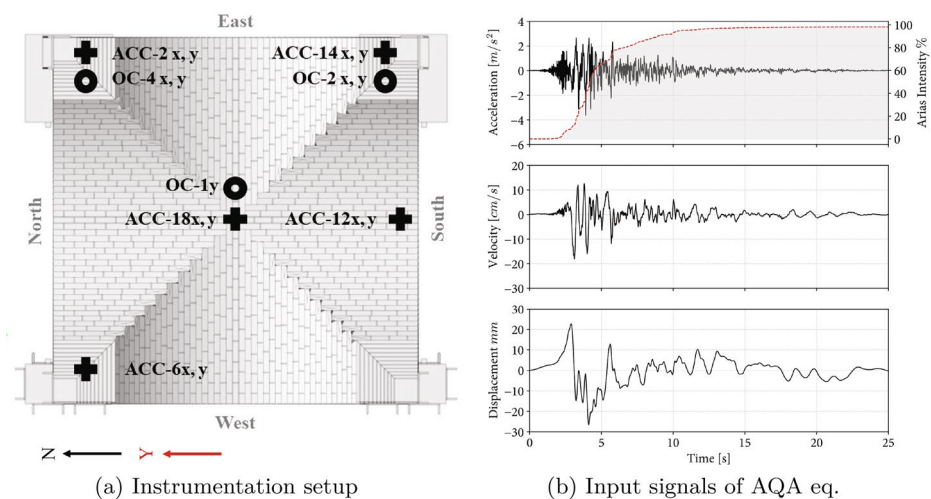 East
ACC-2 x, y
ACC-14 x, y
OC-4 x, y
OC-2 x, y
OC-1y
ACC-18x, y
ACC-12x, y
North
South
ACC-6x, y
West
N
Y
(a) Instrumentation setup
Acceleration [m/s²]
4
2
0
−2
−4
−6
100
80
60
40
20
0
Arias Intensity %
Velocity [cm/s]
20
10
0
−10
−20
−30
Displacement mm
30
20
10
0
−10
−20
−30
0 5 10 15 20 25
Time [s]
(b) Input signals of AQA eq.